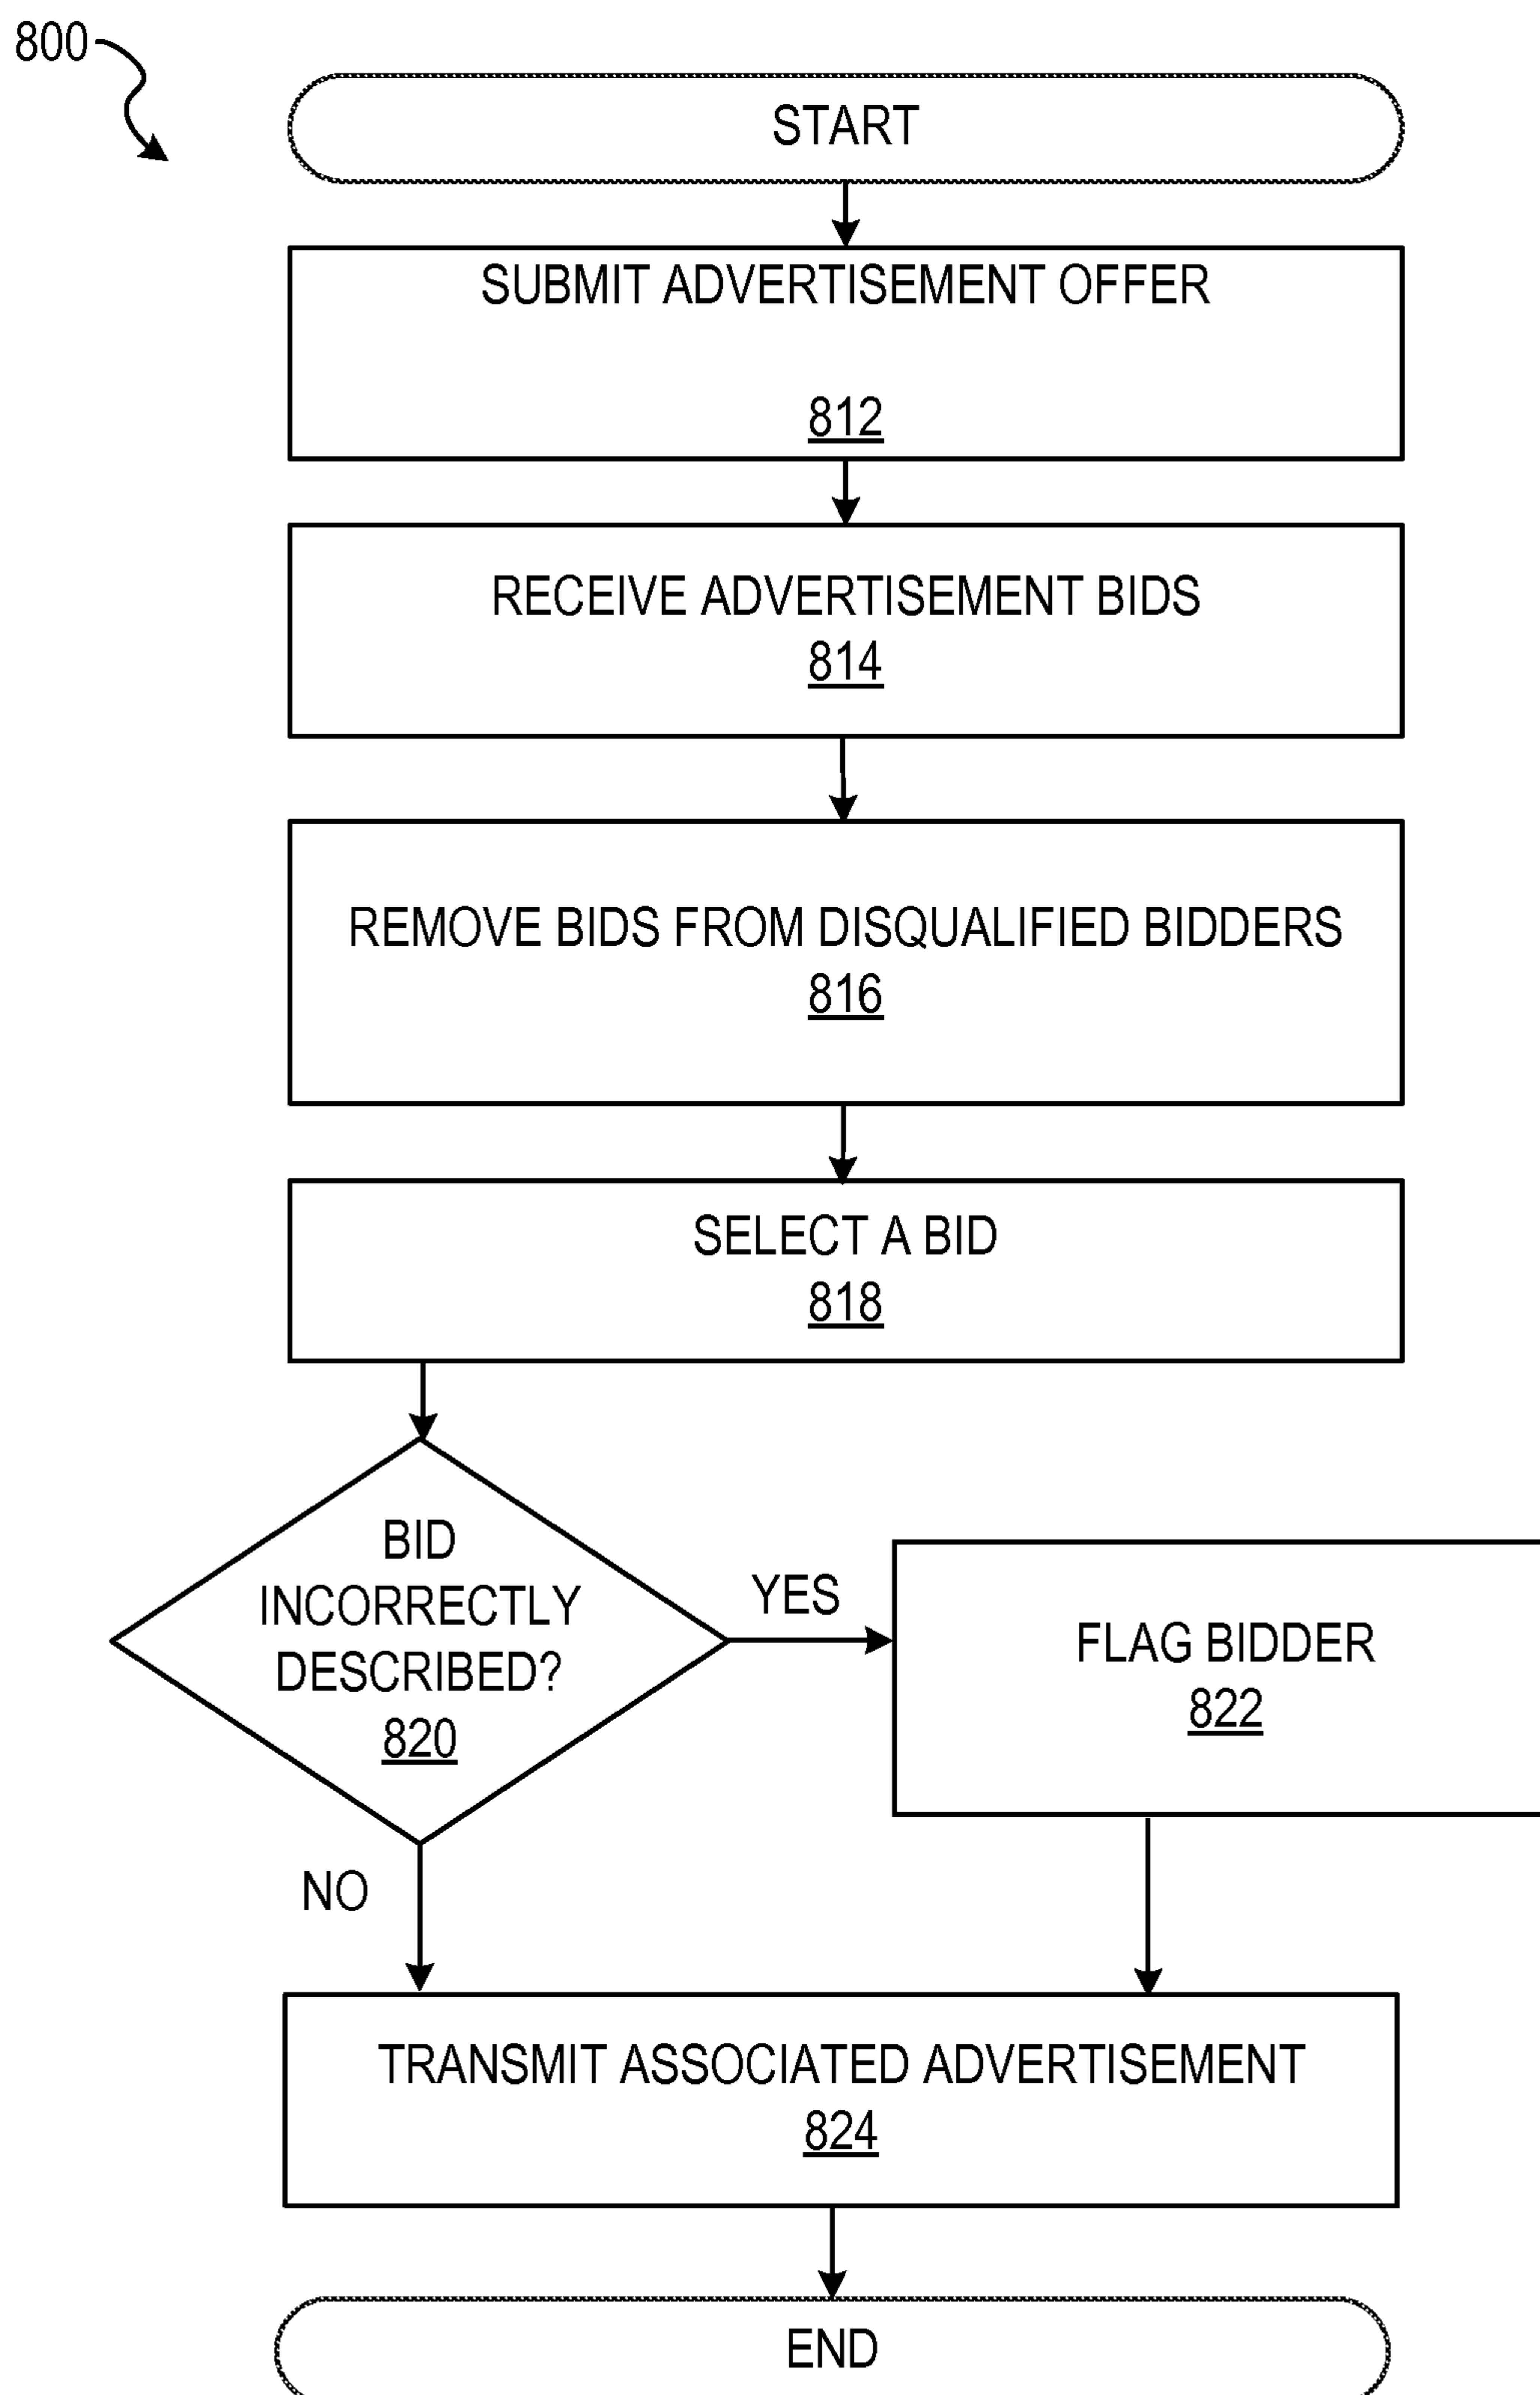 800
START
SUBMIT ADVERTISEMENT OFFER
812
RECEIVE ADVERTISEMENT BIDS
814
REMOVE BIDS FROM DISQUALIFIED BIDDERS
816
SELECT A BID
818
BID
INCORRECTLY
DESCRIBED?
820
YES
FLAG BIDDER
822
NO
TRANSMIT ASSOCIATED ADVERTISEMENT
824
END